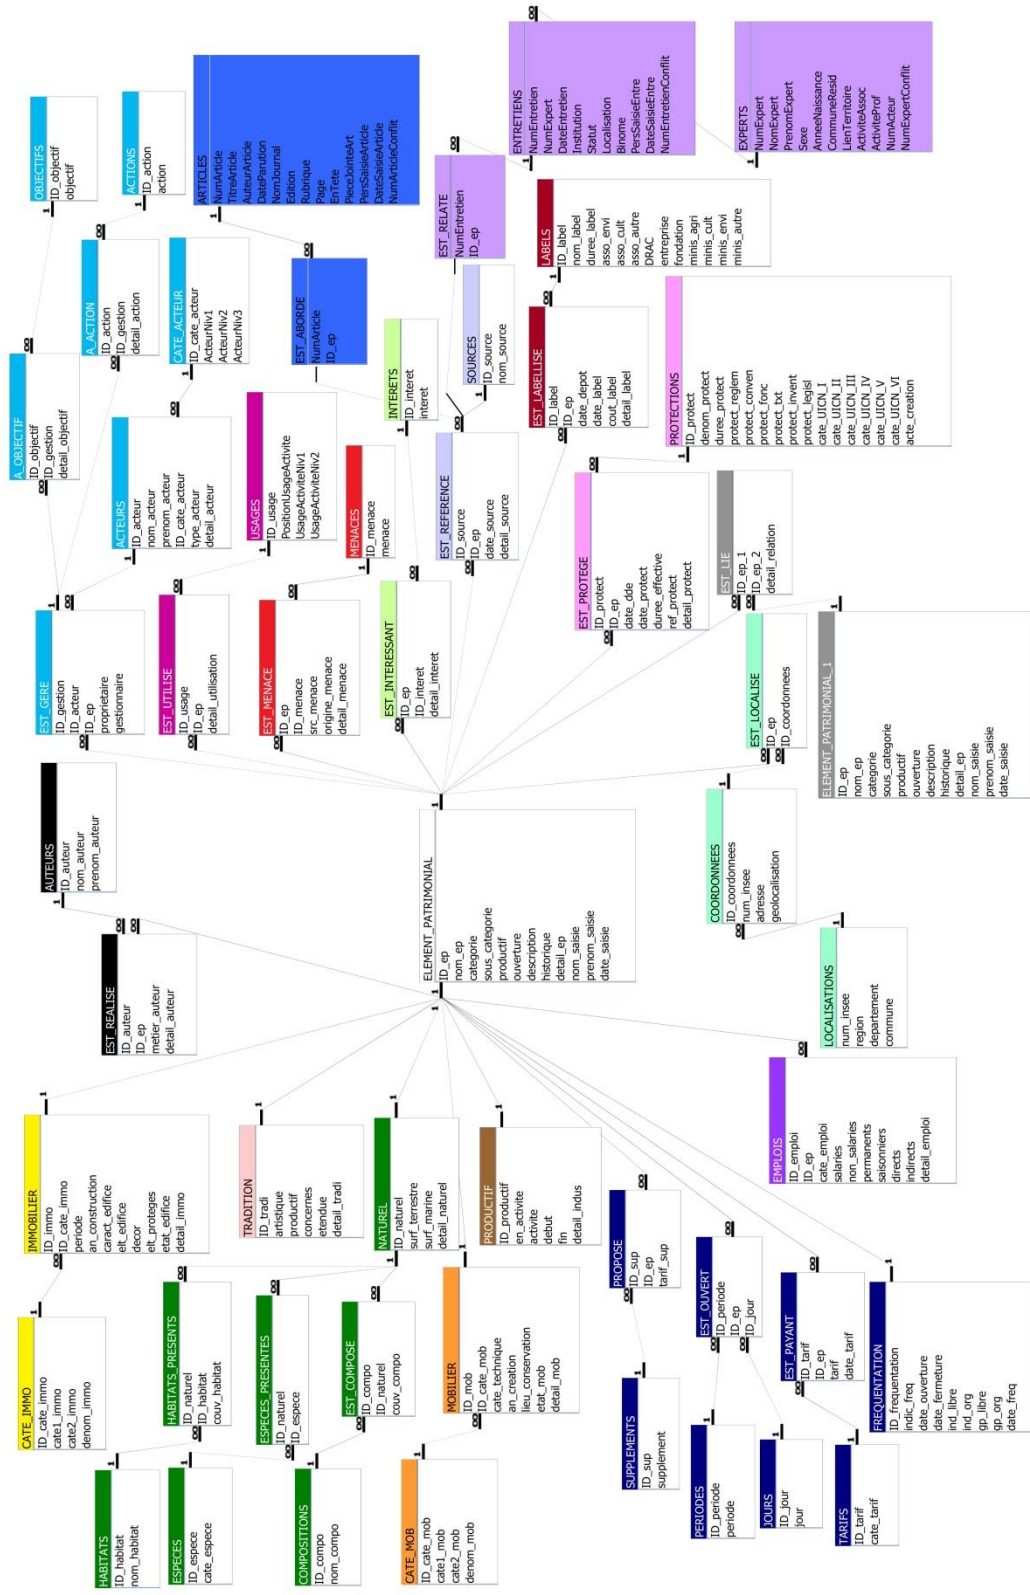 CATE_IMMO
ID_cate_immo
cate1_immo
cate2_immo
denom_immo
IMMOBILIER
ID_immo
ID_cate_immo
periode
an_construction
caract_edifice
elt_edifice
decor
elt_proteges
etat_edifice
detail_immo
HABITATS
ID_habitat
nom_habitat
HABITATS_PRESENTS
ID_naturel
ID_habitat
couv_habitat
ESPECES
ID_espece
cate_espece
ESPECES_PRESENTES
ID_naturel
ID_espece
COMPOSITIONS
ID_compo
nom_compo
EST_COMPOSE
ID_compo
ID_naturel
couv_compo
TRADITION
ID_tradi
artistique
productif
concernes
etendue
detail_tradi
NATUREL
ID_naturel
surf_terrestre
surf_marine
detail_naturel
CATE_MOB
ID_cate_mob
cate1_mob
cate2_mob
denom_mob
MOBILIER
ID_mob
ID_cate_mob
cate_technique
an_creation
lieu_conservation
etat_mob
detail_mob
PRODUCTIF
ID_productif
en_activite
activite
debut
fin
detail_indus
SUPPLEMENTS
ID_sup
supplement
PROPOSE
ID_sup
ID_ep
tarif_sup
PERIODES
ID_periode
periode
EST_OUVERT
ID_periode
ID_ep
ID_jour
JOURS
ID_jour
jour
EST_PAYANT
ID_tarif
ID_ep
tarif
date_tarif
TARIFS
ID_tarif
cate_tarif
FREQUENTATION
ID_frequentation
indic_freq
date_ouverture
date_fermeture
ind_libre
ind_org
gp_libre
gp_org
date_freq
EMPLOIS
ID_emploi
ID_ep
cate_emploi
salaries
non_salaries
permanents
saisonniers
directs
indirects
detail_emploi
AUTEURS
ID_auteur
nom_auteur
prenom_auteur
EST_REALISE
ID_auteur
ID_ep
metier_auteur
detail_auteur
ELEMENT_PATRIMONIAL
ID_ep
nom_ep
categorie
sous_categorie
productif
ouverture
description
historique
detail_ep
nom_saisie
prenom_saisie
date_saisie
COORDONNEES
ID_coordonnees
num_insee
adresse
geolocalisation
LOCALISATIONS
num_insee
region
departement
commune
EST_LOCALISE
ID_ep
ID_coordonnees
ELEMENT_PATRIMONIAL_1
ID_ep
nom_ep
categorie
sous_categorie
productif
ouverture
description
historique
detail_ep
nom_saisie
prenom_saisie
date_saisie
EST_LIE
ID_ep_1
ID_ep_2
detail_relation
EST_GERE
ID_gestion
ID_acteur
ID_ep
proprietaire
gestionnaire
A_OBJECTIF
ID_objectif
ID_gestion
detail_objectif
OBJECTIFS
ID_objectif
objectif
A_ACTION
ID_action
ID_gestion
detail_action
ACTIONS
ID_action
action
ACTEURS
ID_acteur
nom_acteur
prenom_acteur
ID_cate_acteur
type_acteur
detail_acteur
CATE_ACTEUR
ID_cate_acteur
ActeurNiv1
ActeurNiv2
ActeurNiv3
EST_UTILISE
ID_usage
ID_ep
detail_utilisation
USAGES
ID_usage
PositionUsageActivite
UsageActiviteNiv1
UsageActiviteNiv2
EST_MENACE
ID_ep
ID_menace
src_menace
origine_menace
detail_menace
MENACES
ID_menace
menace
EST_INTERESSANT
ID_ep
ID_interet
detail_interet
INTERETS
ID_interet
interet
EST_ABORDE
NumArticle
ID_ep
ARTICLES
NumArticle
TitreArticle
AuteurArticle
DateParution
NomJournal
Edition
Rubrique
Page
EnTete
PieceJointeArt
PersSaisieArticle
DateSaisieArticle
NumArticleConflit
EST_REFERENCE
ID_source
ID_ep
date_source
detail_source
SOURCES
ID_source
nom_source
EST_RELATE
NumEntretien
ID_ep
ENTRETIENS
NumEntretien
NumExpert
DateEntretien
Institution
Statut
Localisation
Binome
PersSaisieEntre
DateSaisieEntre
NumEntretienConflit
EXPERTS
NumExpert
NomExpert
PrenomExpert
Sexe
AnneeNaissance
CommuneResid
LienTerritoire
ActiviteAssoc
ActiviteProf
NumActeur
NumExpertConflit
EST_LABELLISE
ID_label
ID_ep
date_depot
date_label
cout_label
detail_label
LABELS
ID_label
nom_label
duree_label
asso_envi
asso_cult
asso_autre
DRAC
entreprise
fondation
minis_agri
minis_cult
minis_envi
minis_autre
EST_PROTEGE
ID_protect
ID_ep
date_dde
date_protect
duree_effective
ref_protect
detail_protect
PROTECTIONS
ID_protect
denom_protect
duree_protect
protect_reglem
protect_conven
protect_fonc
protect_txt
protect_invent
protect_legisl
cate_UICN_I
cate_UICN_II
cate_UICN_III
cate_UICN_IV
cate_UICN_V
cate_UICN_VI
acte_creation